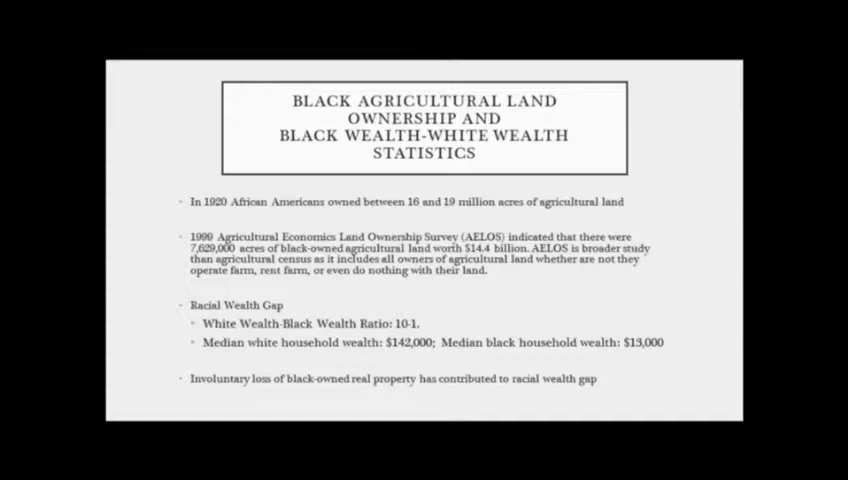 BLACK AGRICULTURAL LAND
OWNERSHIP AND
BLACK WEALTH-WHITE WEALTH
STATISTICS
In 1920 African Americans owned between 16 and 19 million acres of agricultural land
1999 Agricultural Economics Land Ownership Survey (AELOS) indicated that there were
7,629,000 acres of black-owned agricultural land worth $14.4 billion. AELOS is broader study
than agricultural census as it includes all owners of agricultural land whether are not they
operate farm, rent farm, or even do nothing with their land.
Racial Wealth Gap
White Wealth-Black Wealth Ratio: 10-1.
Median white household wealth: $142,000; Median black household wealth: $13,000
Involuntary loss of black-owned real property has contributed to racial wealth gap